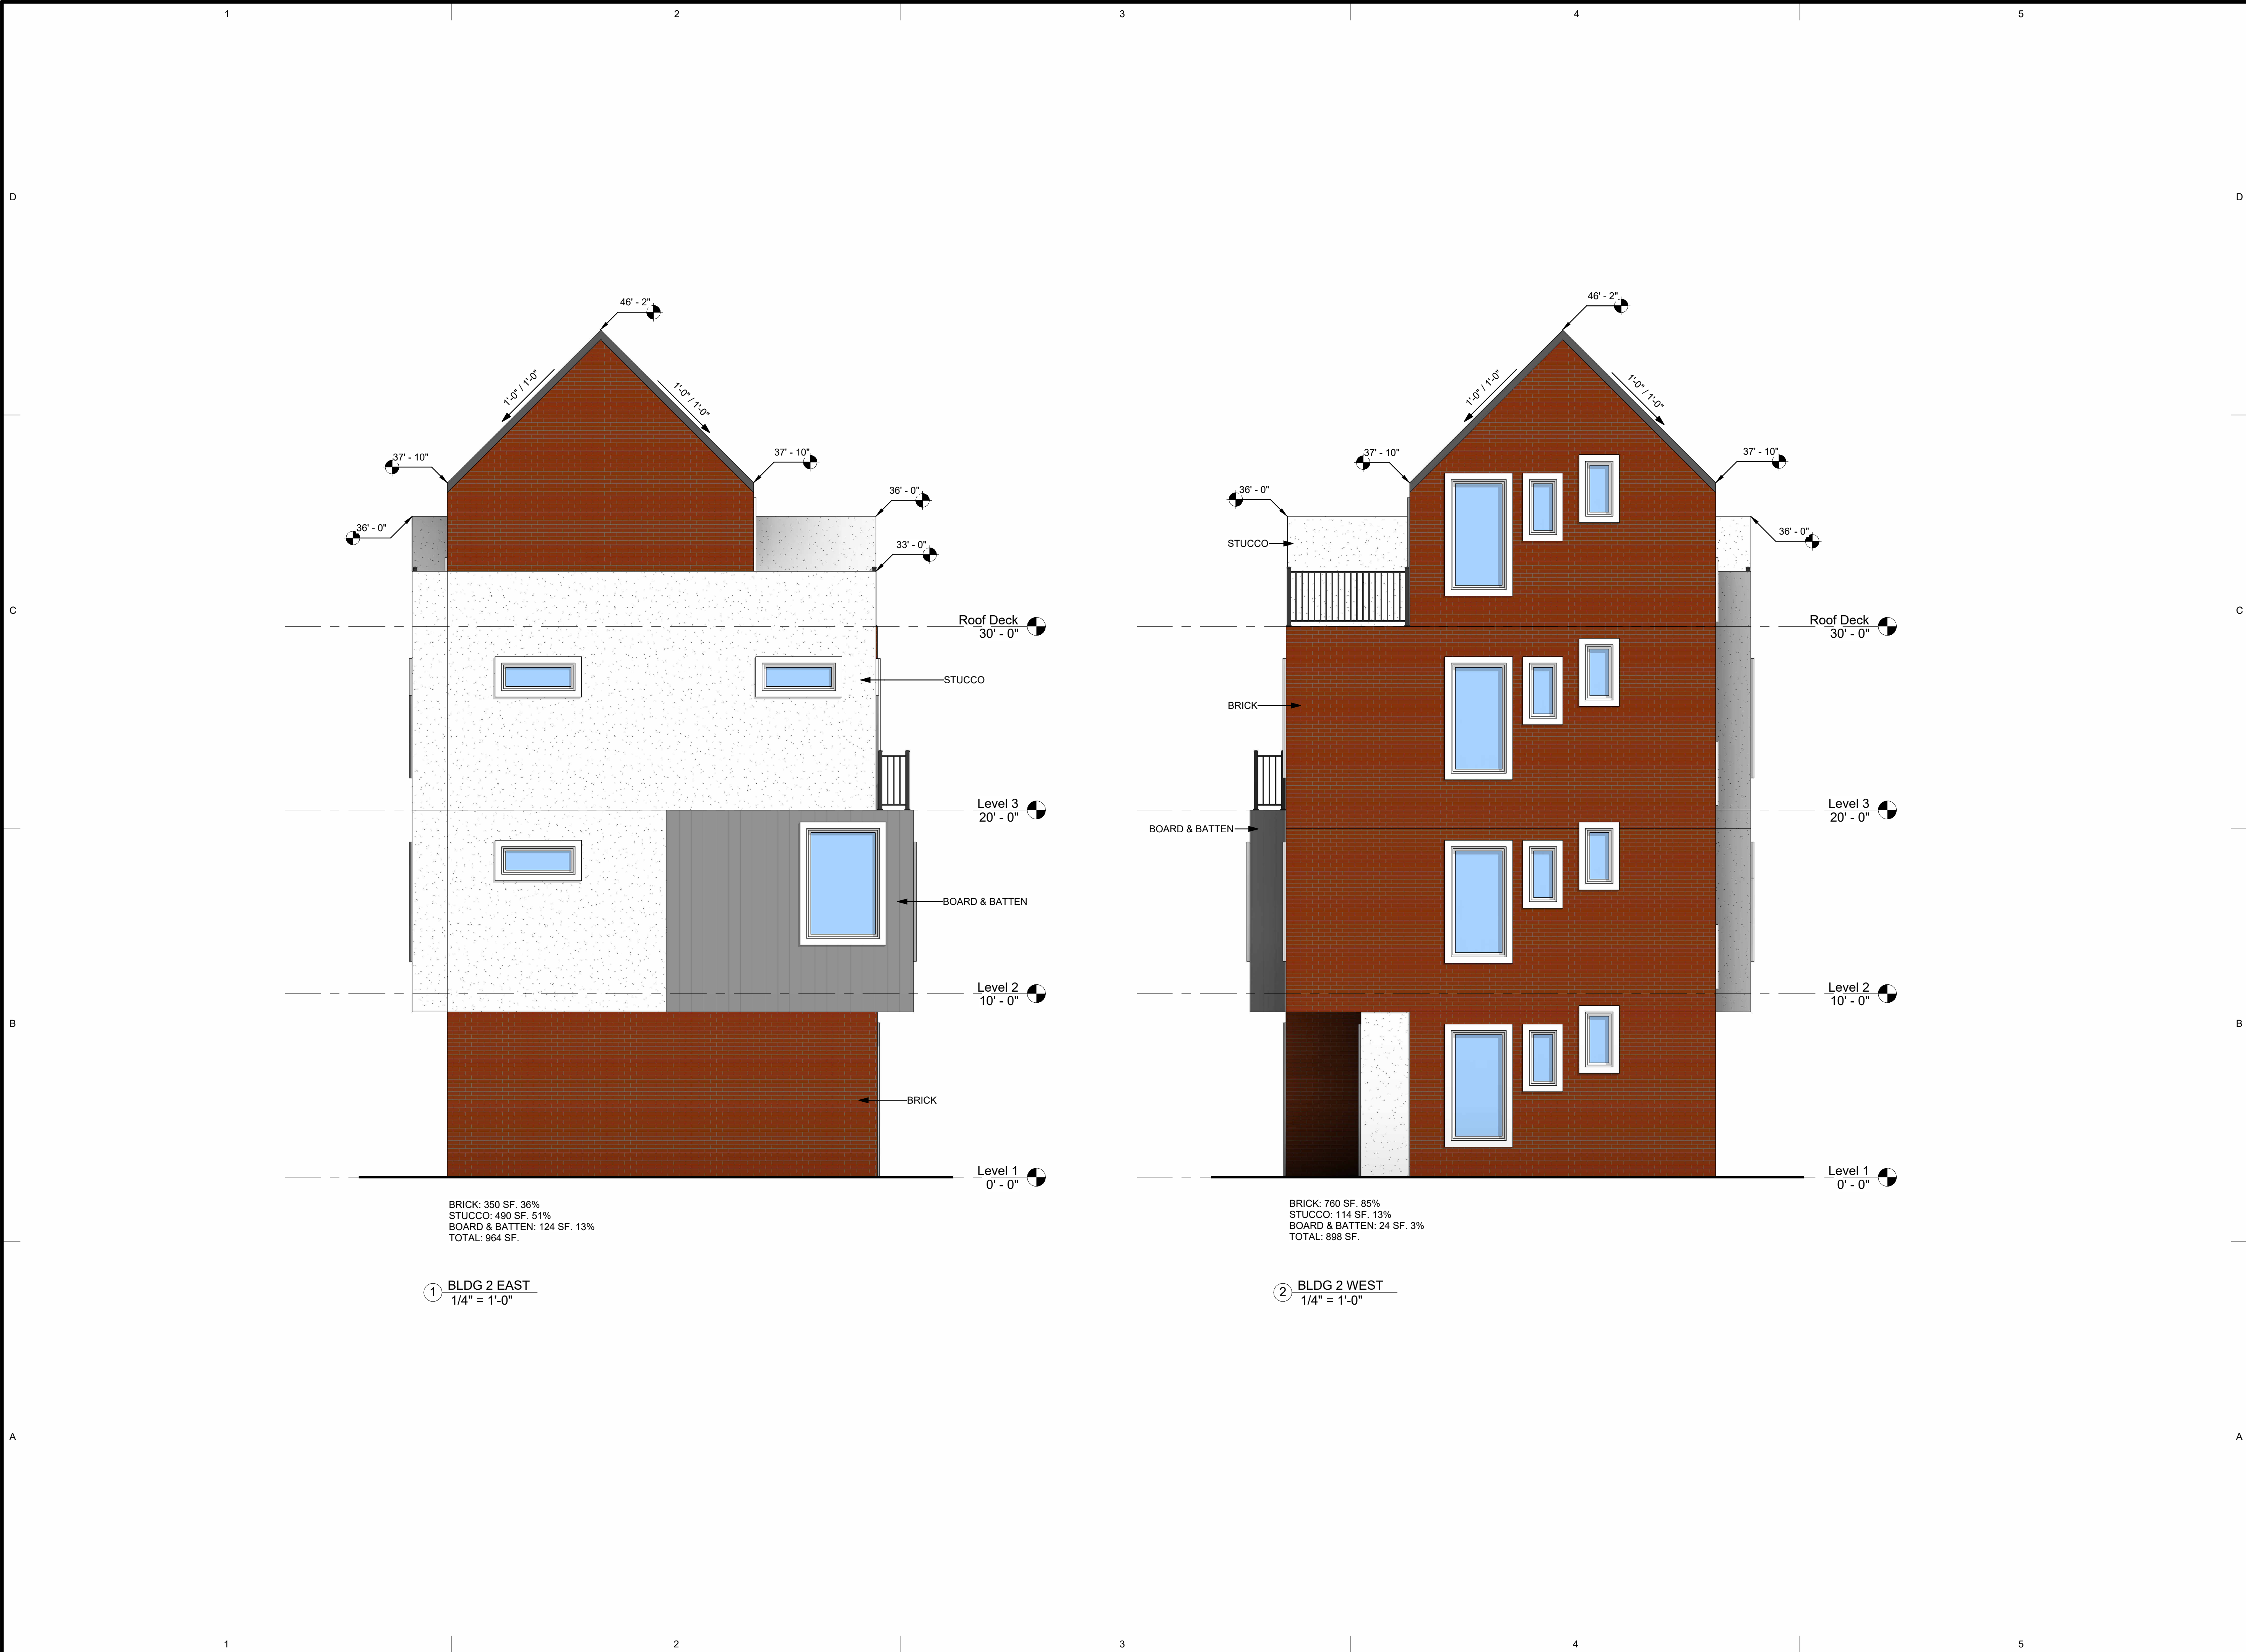 1 2 3 4 5
D D
46' - 2"
1'-0" / 1'-0"
1'-0" / 1'-0"
37' - 10"
37' - 10"
36' - 0"
36' - 0"
33' - 0"
Roof Deck
30' - 0"
STUCCO
Level 3
20' - 0"
BOARD & BATTEN
Level 2
10' - 0"
BRICK
Level 1
0' - 0"
BRICK: 350 SF. 36%
STUCCO: 490 SF. 51%
BOARD & BATTEN: 124 SF. 13%
TOTAL: 964 SF.
1 BLDG 2 EAST
1/4" = 1'-0"
46' - 2"
1'-0" / 1'-0"
1'-0" / 1'-0"
37' - 10"
37' - 10"
36' - 0"
36' - 0"
STUCCO
Roof Deck
30' - 0"
BRICK
Level 3
20' - 0"
BOARD & BATTEN
Level 2
10' - 0"
Level 1
0' - 0"
BRICK: 760 SF. 85%
STUCCO: 114 SF. 13%
BOARD & BATTEN: 24 SF. 3%
TOTAL: 898 SF.
2 BLDG 2 WEST
1/4" = 1'-0"
C C
B B
A A
1 2 3 4 5